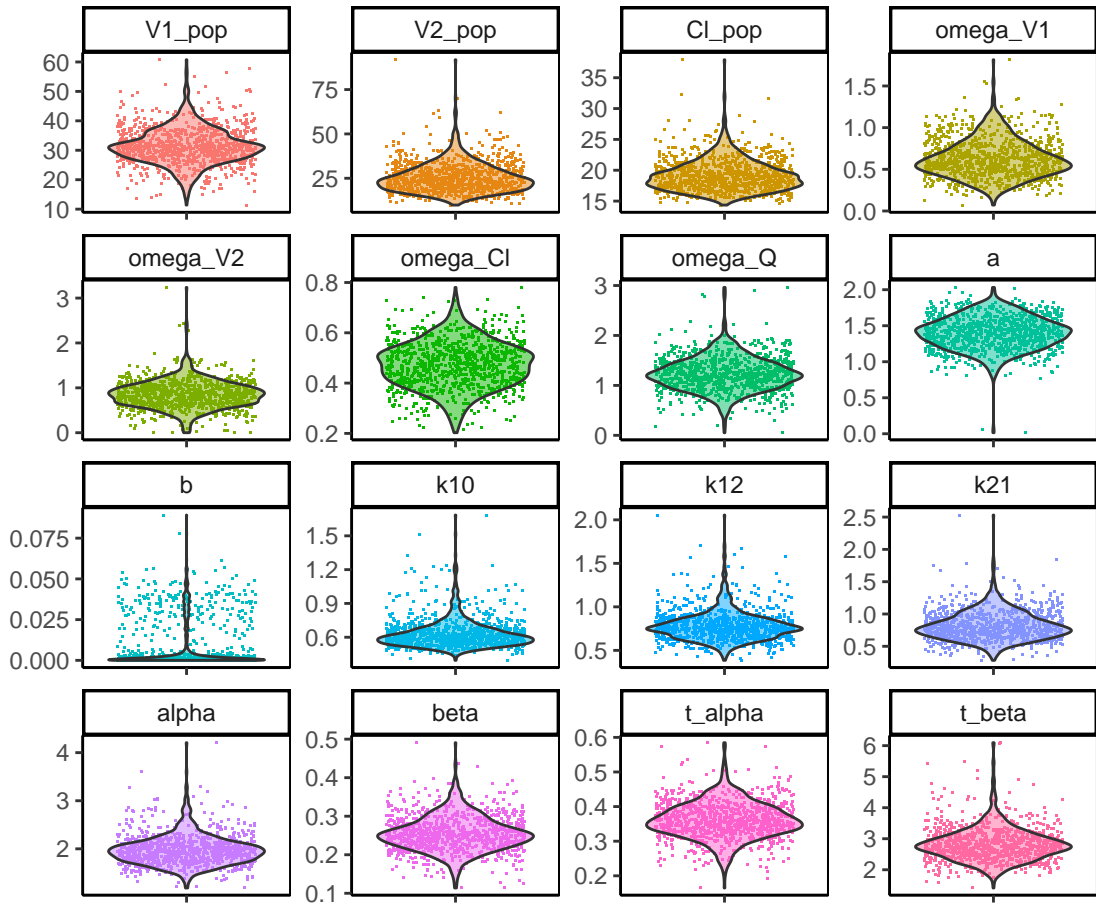 V1_pop V2_pop Cl_pop omega_V1
60 50 40 30 20 10
75 50 25
35 30 25 20 15
1.5 1.0 0.5 0.0
omega_V2 omega_Cl omega_Q a
3 2 1 0
0.8 0.6 0.4 0.2
3 2 1 0
2.0 1.5 1.0 0.5 0.0
b k10 k12 k21
0.075 0.050 0.025 0.000
1.5 1.2 0.9 0.6
2.0 1.5 1.0 0.5
2.5 2.0 1.5 1.0 0.5
alpha beta t_alpha t_beta
4 3 2
0.5 0.4 0.3 0.2 0.1
0.6 0.5 0.4 0.3 0.2
6 5 4 3 2